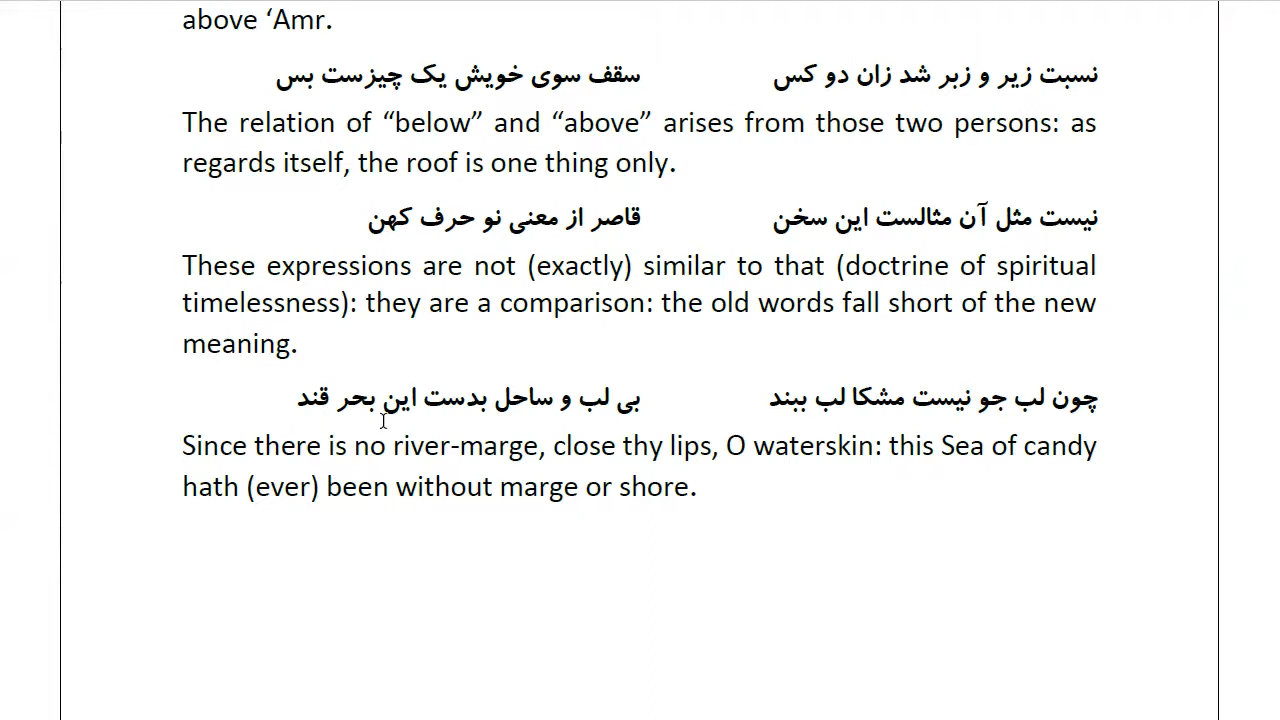 above ‘Amr.
نسبت زیر و زبر شد زان دو کس سقف سوی خویش یک چیزست بس
The relation of “below” and “above” arises from those two persons: as
regards itself, the roof is one thing only.
نیست مثل آن مثالست این سخن قاصر از معنی نو حرف کهن
These expressions are not (exactly) similar to that (doctrine of spiritual
timelessness): they are a comparison: the old words fall short of the new
meaning.
چون لب جو نیست مشکا لب ببند بی لب و ساحل بدست این بحر قند
Since there is no river-marge, close thy lips, O waterskin: this Sea of candy
hath (ever) been without marge or shore.